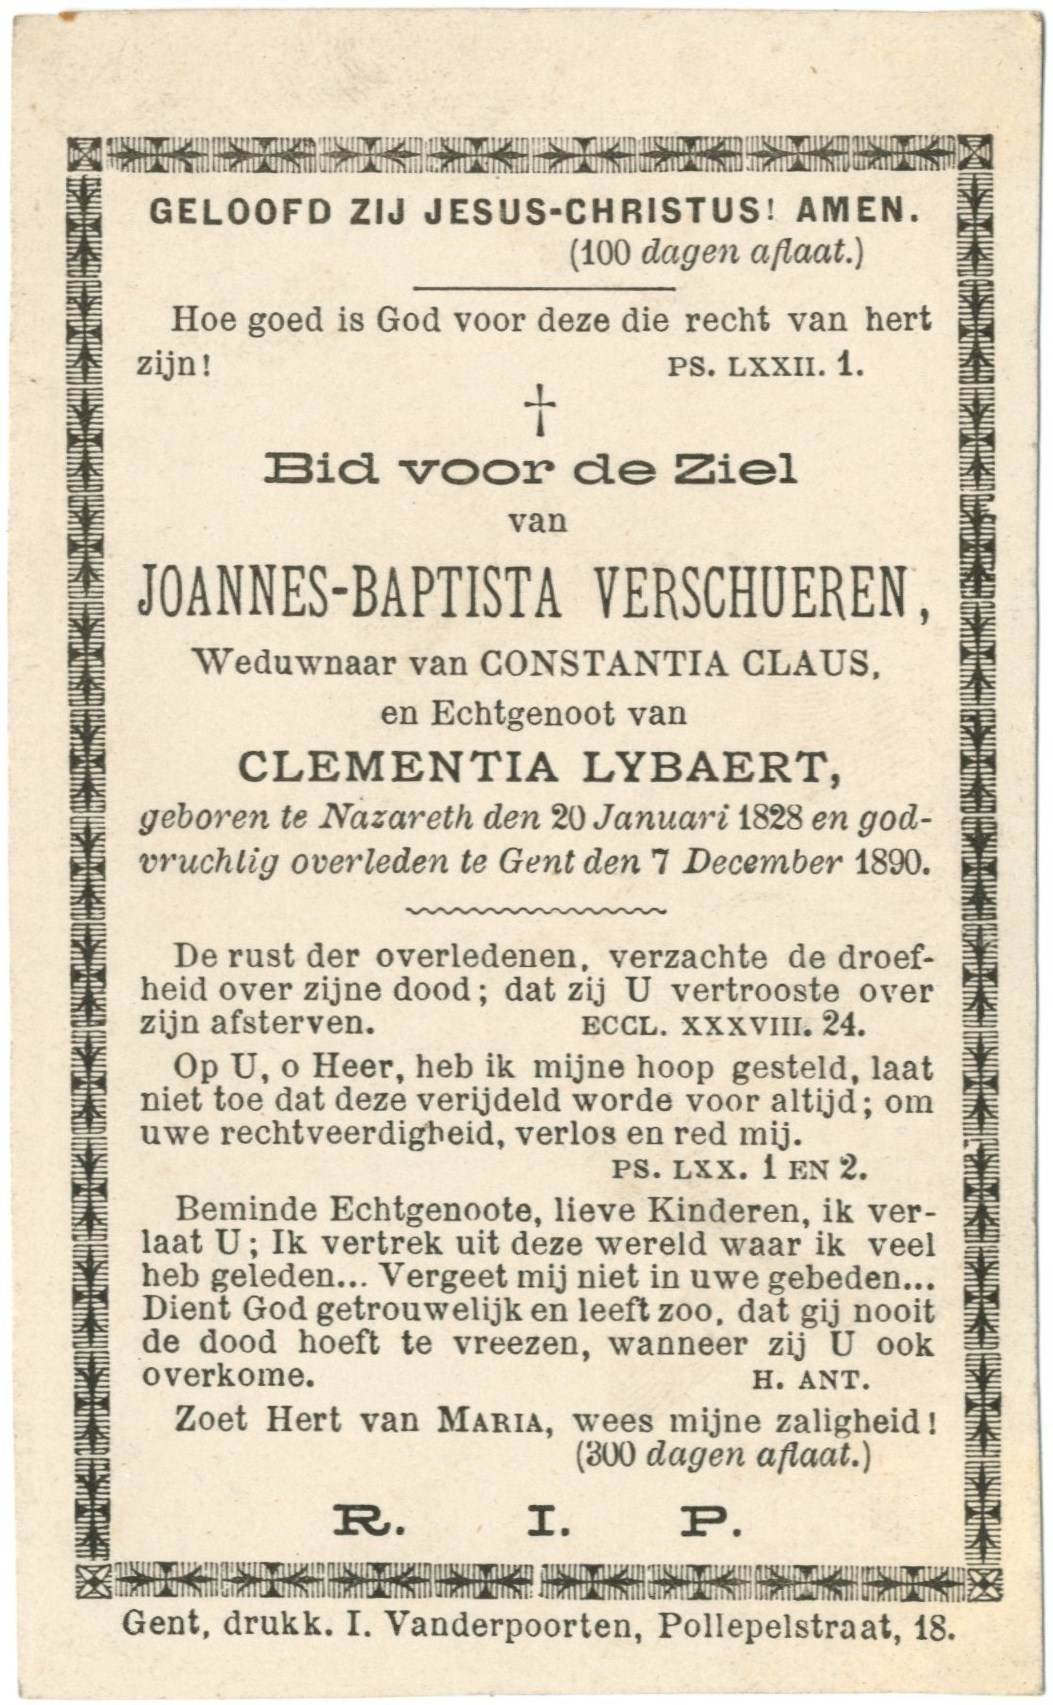 GELOOFD ZIJ JESUS-CHRISTUS! AMEN.
(100 dagen aflaat.)
Hoe goed is God voor deze die recht van hert
zijn! PS. LXXII. 1.
Bid voor de Ziel
van
JOANNES-BAPTISTA VERSCHUEREN,
Weduwnaar van CONSTANTIA CLAUS,
en Echtgenoot van
CLEMENTIA LYBAERT,
geboren te Nazareth den 20 Januari 1828 en god-
vruchtig overleden te Gent den 7 December 1890.
De rust der overledenen, verzachte de droef-
heid over zijne dood; dat zij U vertrooste over
zijn afsterven. ECCL. XXXVIII. 24.
Op U, o Heer, heb ik mijne hoop gesteld, laat
niet toe dat deze verijdeld worde voor altijd; om
uwe rechtveerdigheid, verlos en red mij.
PS. LXX. 1 EN 2.
Beminde Echtgenoote, lieve Kinderen, ik ver-
laat U; Ik vertrek uit deze wereld waar ik veel
heb geleden... Vergeet mij niet in uwe gebeden...
Dient God getrouwelijk en leeft zoo, dat gij nooit
de dood hoeft te vreezen, wanneer zij U ook
overkome. H. ANT.
Zoet Hert van MARIA, wees mijne zaligheid!
(300 dagen aflaat.)
R. I. P.
Gent, drukk. I. Vanderpoorten, Pollepelstraat, 18.